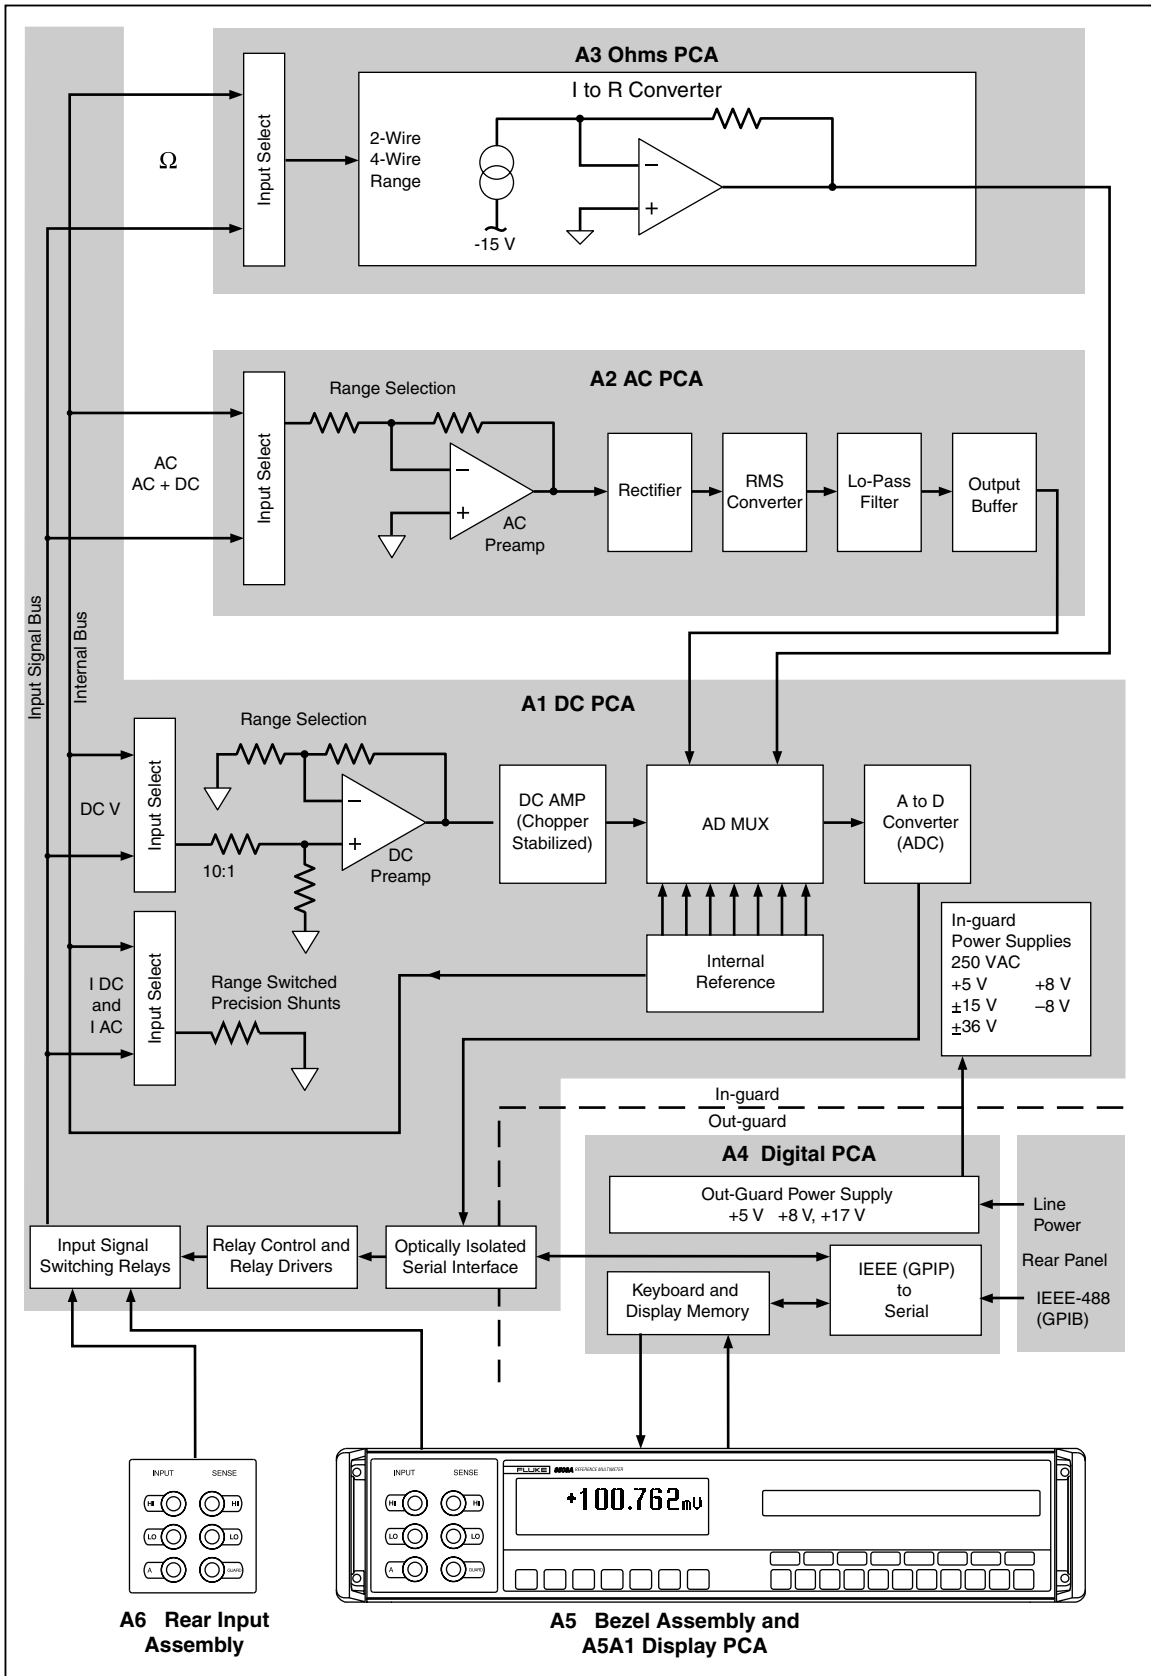 A3 Ohms PCA
I to R Converter
2-Wire
4-Wire
Range
Input Select
Ω
-15 V
−
+
A2 AC PCA
Range Selection
Input Select
AC
AC + DC
−
+
AC
Preamp
Rectifier
RMS
Converter
Lo-Pass
Filter
Output
Buffer
Input Signal Bus
Internal Bus
A1 DC PCA
Range Selection
DC V
Input Select
10:1
−
+
DC
Preamp
DC AMP
(Chopper
Stabilized)
AD MUX
A to D
Converter
(ADC)
Internal
Reference
In-guard
Power Supplies
250 VAC
+5 V +8 V
±15 V –8 V
±36 V
I DC
and
I AC
Input Select
Range Switched
Precision Shunts
In-guard
Out-guard
A4 Digital PCA
Out-Guard Power Supply
+5 V +8 V, +17 V
Line
Power
Rear Panel
IEEE-488
(GPIB)
Input Signal
Switching Relays
Relay Control and
Relay Drivers
Optically Isolated
Serial Interface
Keyboard and
Display Memory
IEEE (GPIP)
to
Serial
INPUT SENSE
HI HI
LO LO
A GUARD
A6 Rear Input
Assembly
INPUT SENSE
HI HI
LO LO
A GUARD
FLUKE 8508A REFERENCE MULTIMETER
+100.762mV
A5 Bezel Assembly and
A5A1 Display PCA